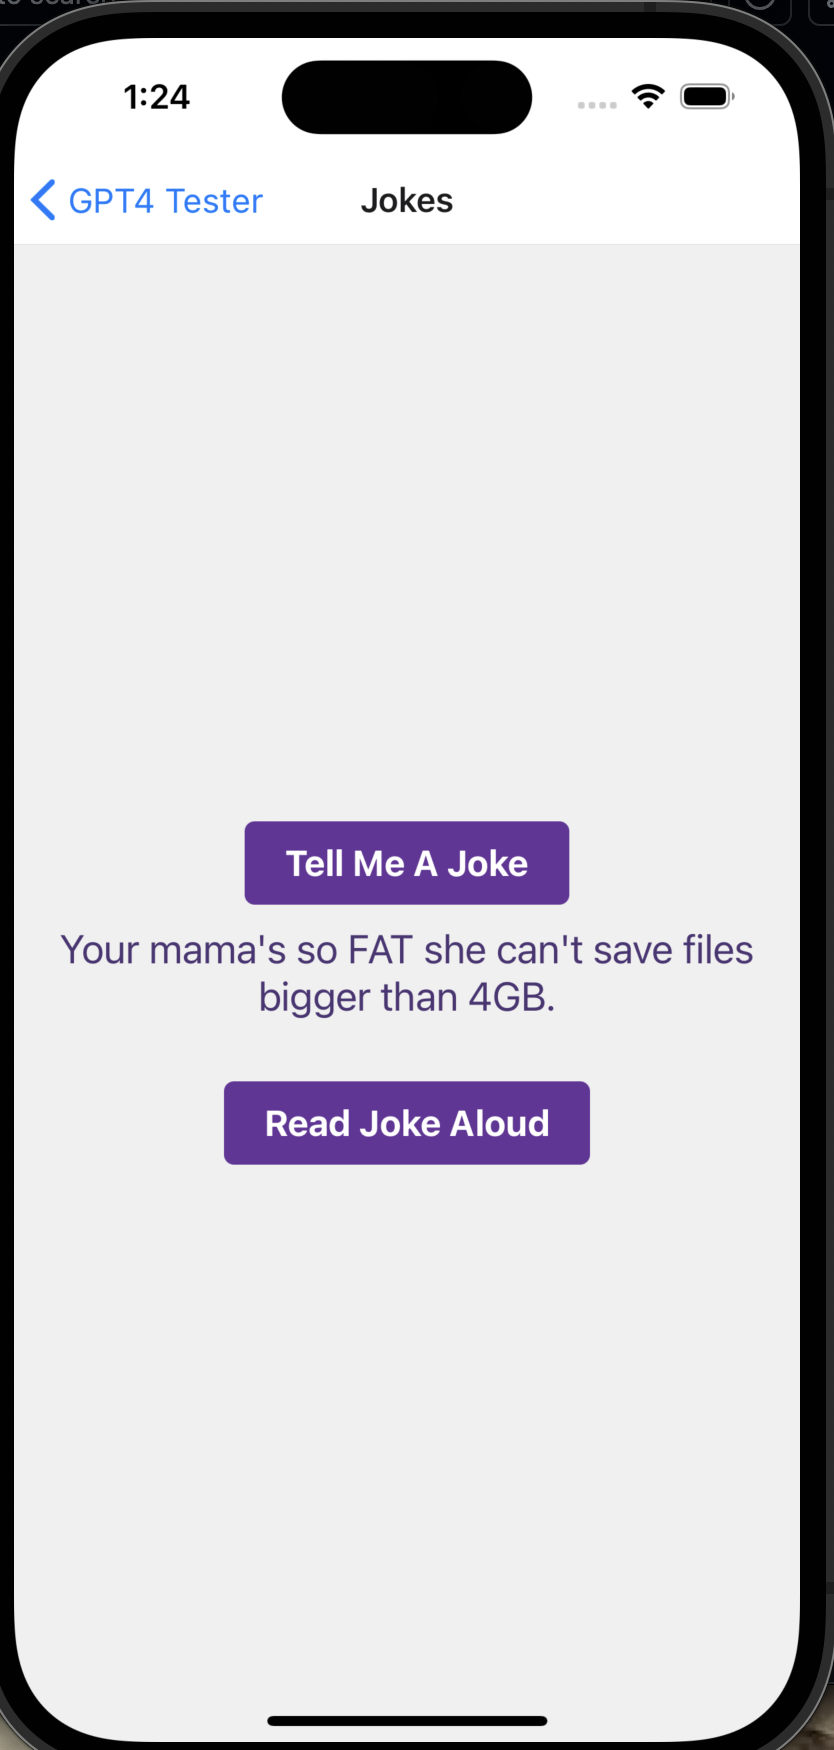 1:24
GPT4 Tester
Jokes
Tell Me A Joke
Your mama's so FAT she can't save files
bigger than 4GB.
Read Joke Aloud